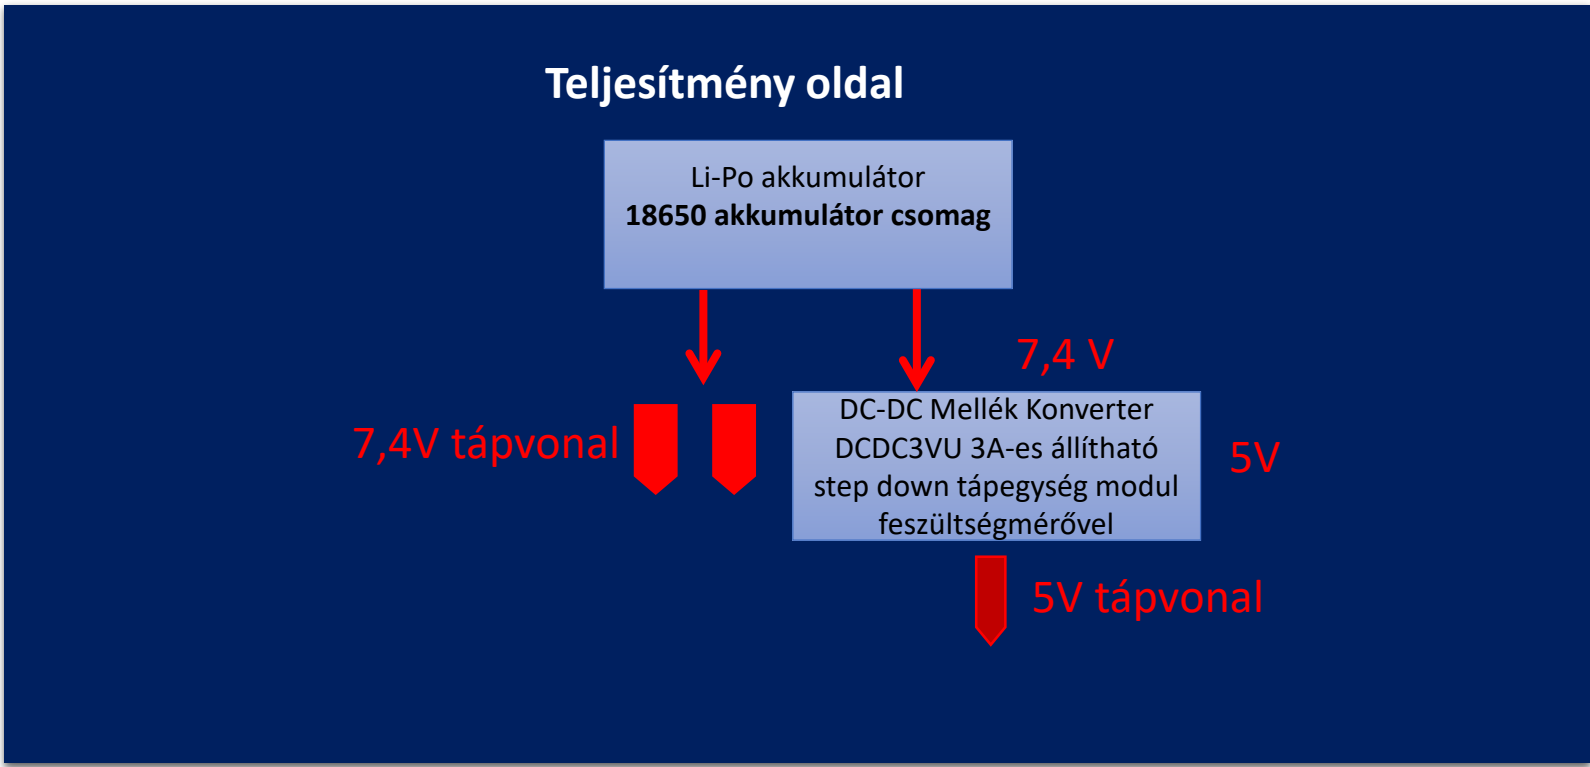 Teljesítmény oldal
Li-Po akkumulátor
18650 akkumulátor csomag
7,4 V
7,4V tápvonal
DC-DC Mellék Konverter
DCDC3VU 3A-es állítható
step down tápegység modul
feszültségmérővel
5V
5V tápvonal